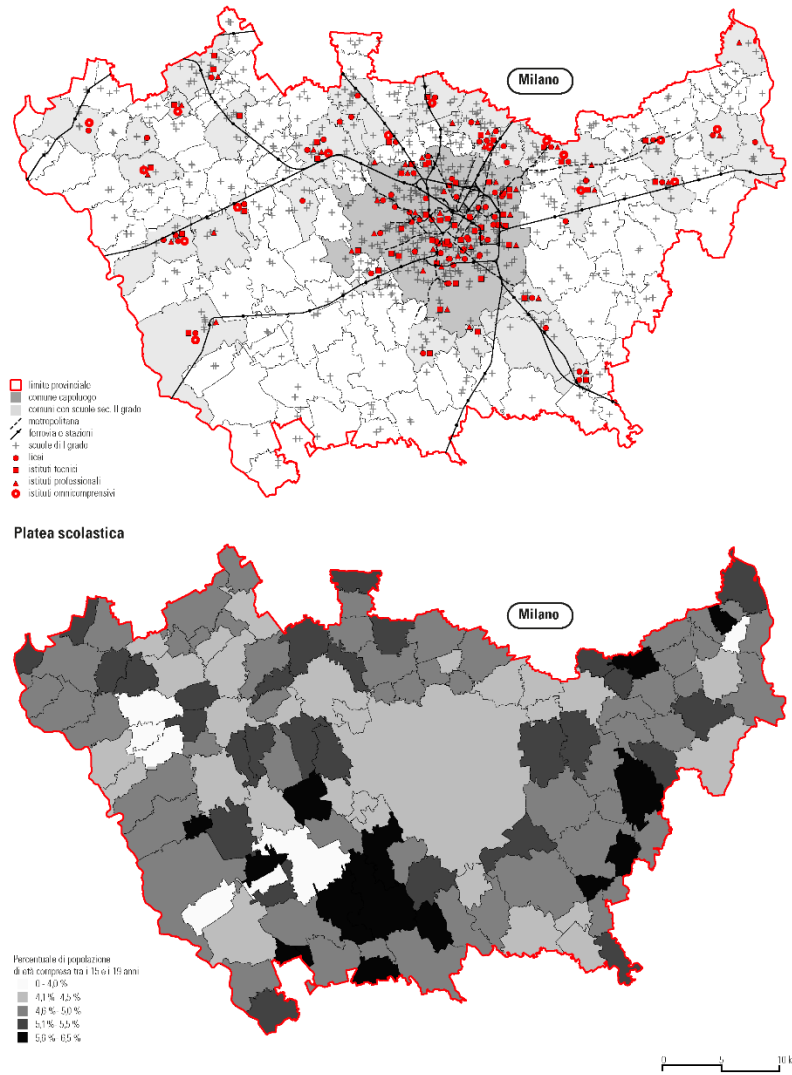 Milano
limite provinciale
comune capoluogo
comuni con scuole sec. II grado
metropolitana
ferrovia e stazioni
scuole di I grado
licei
istituti tecnici
istituti professionali
istituti omnicomprensivi
Platea scolastica
Milano
Percentuale di popolazione
di età compresa tra i 15 e i 19 anni
0 - 4,0 %
4,1 % - 4,5 %
4,6 % - 5,0 %
5,1 % - 5,5 %
5,6 % - 6,5 %
0 5 10 k